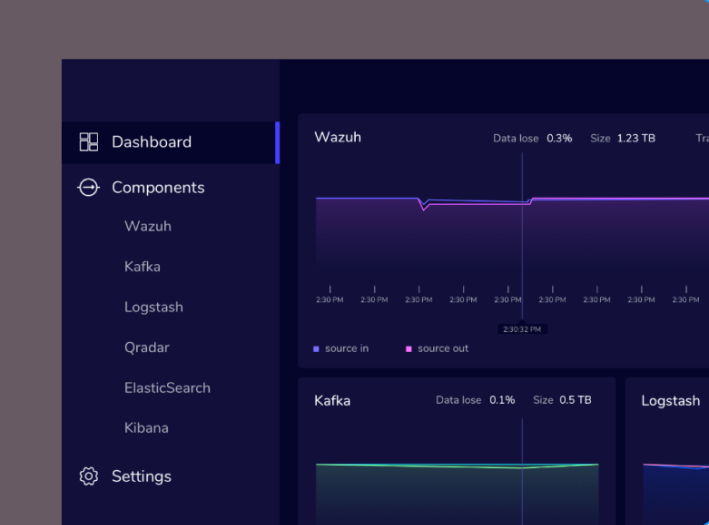 Dashboard
Components
Wazuh
Kafka
Logstash
Qradar
ElasticSearch
Kibana
Settings
Wazuh Data lose 0.3% Size 1.23 TB Tra
2:30 PM 2:30 PM 2:30 PM 2:30 PM 2:30 PM 2:30 PM 2:30 PM 2:30 PM 2:30 PM
2:30:32 PM
source in source out
Kafka Data lose 0.1% Size 0.5 TB
Logstash